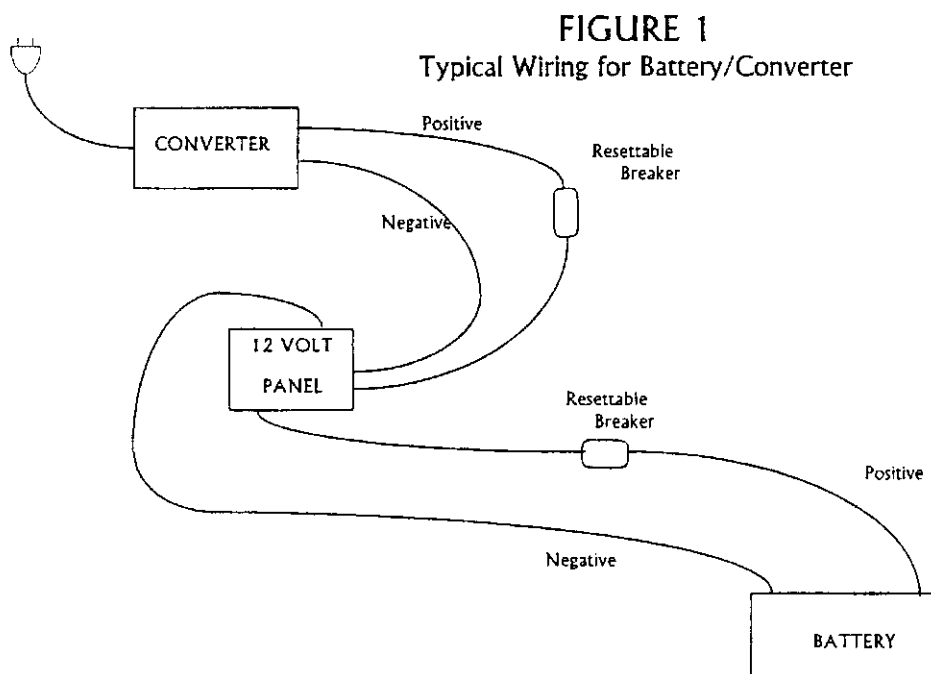 FIGURE 1
Typical Wiring for Battery/Converter
Positive
CONVERTER
Resettable
Breaker
Negative
12 VOLT
PANEL
Resettable
Breaker
Positive
Negative
BATTERY